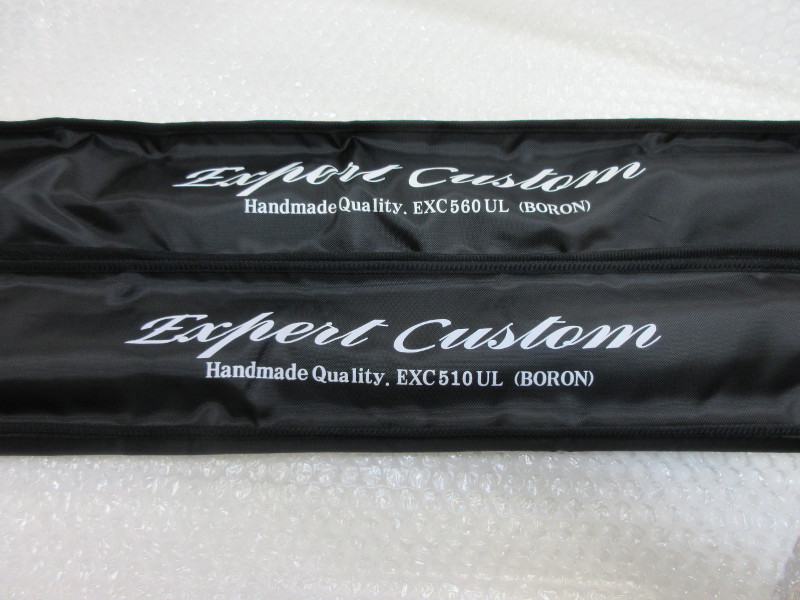 Expert Custom
Handmade Quality. EXC560UL (BORON)
Expert Custom
Handmade Quality. EXC510UL (BORON)